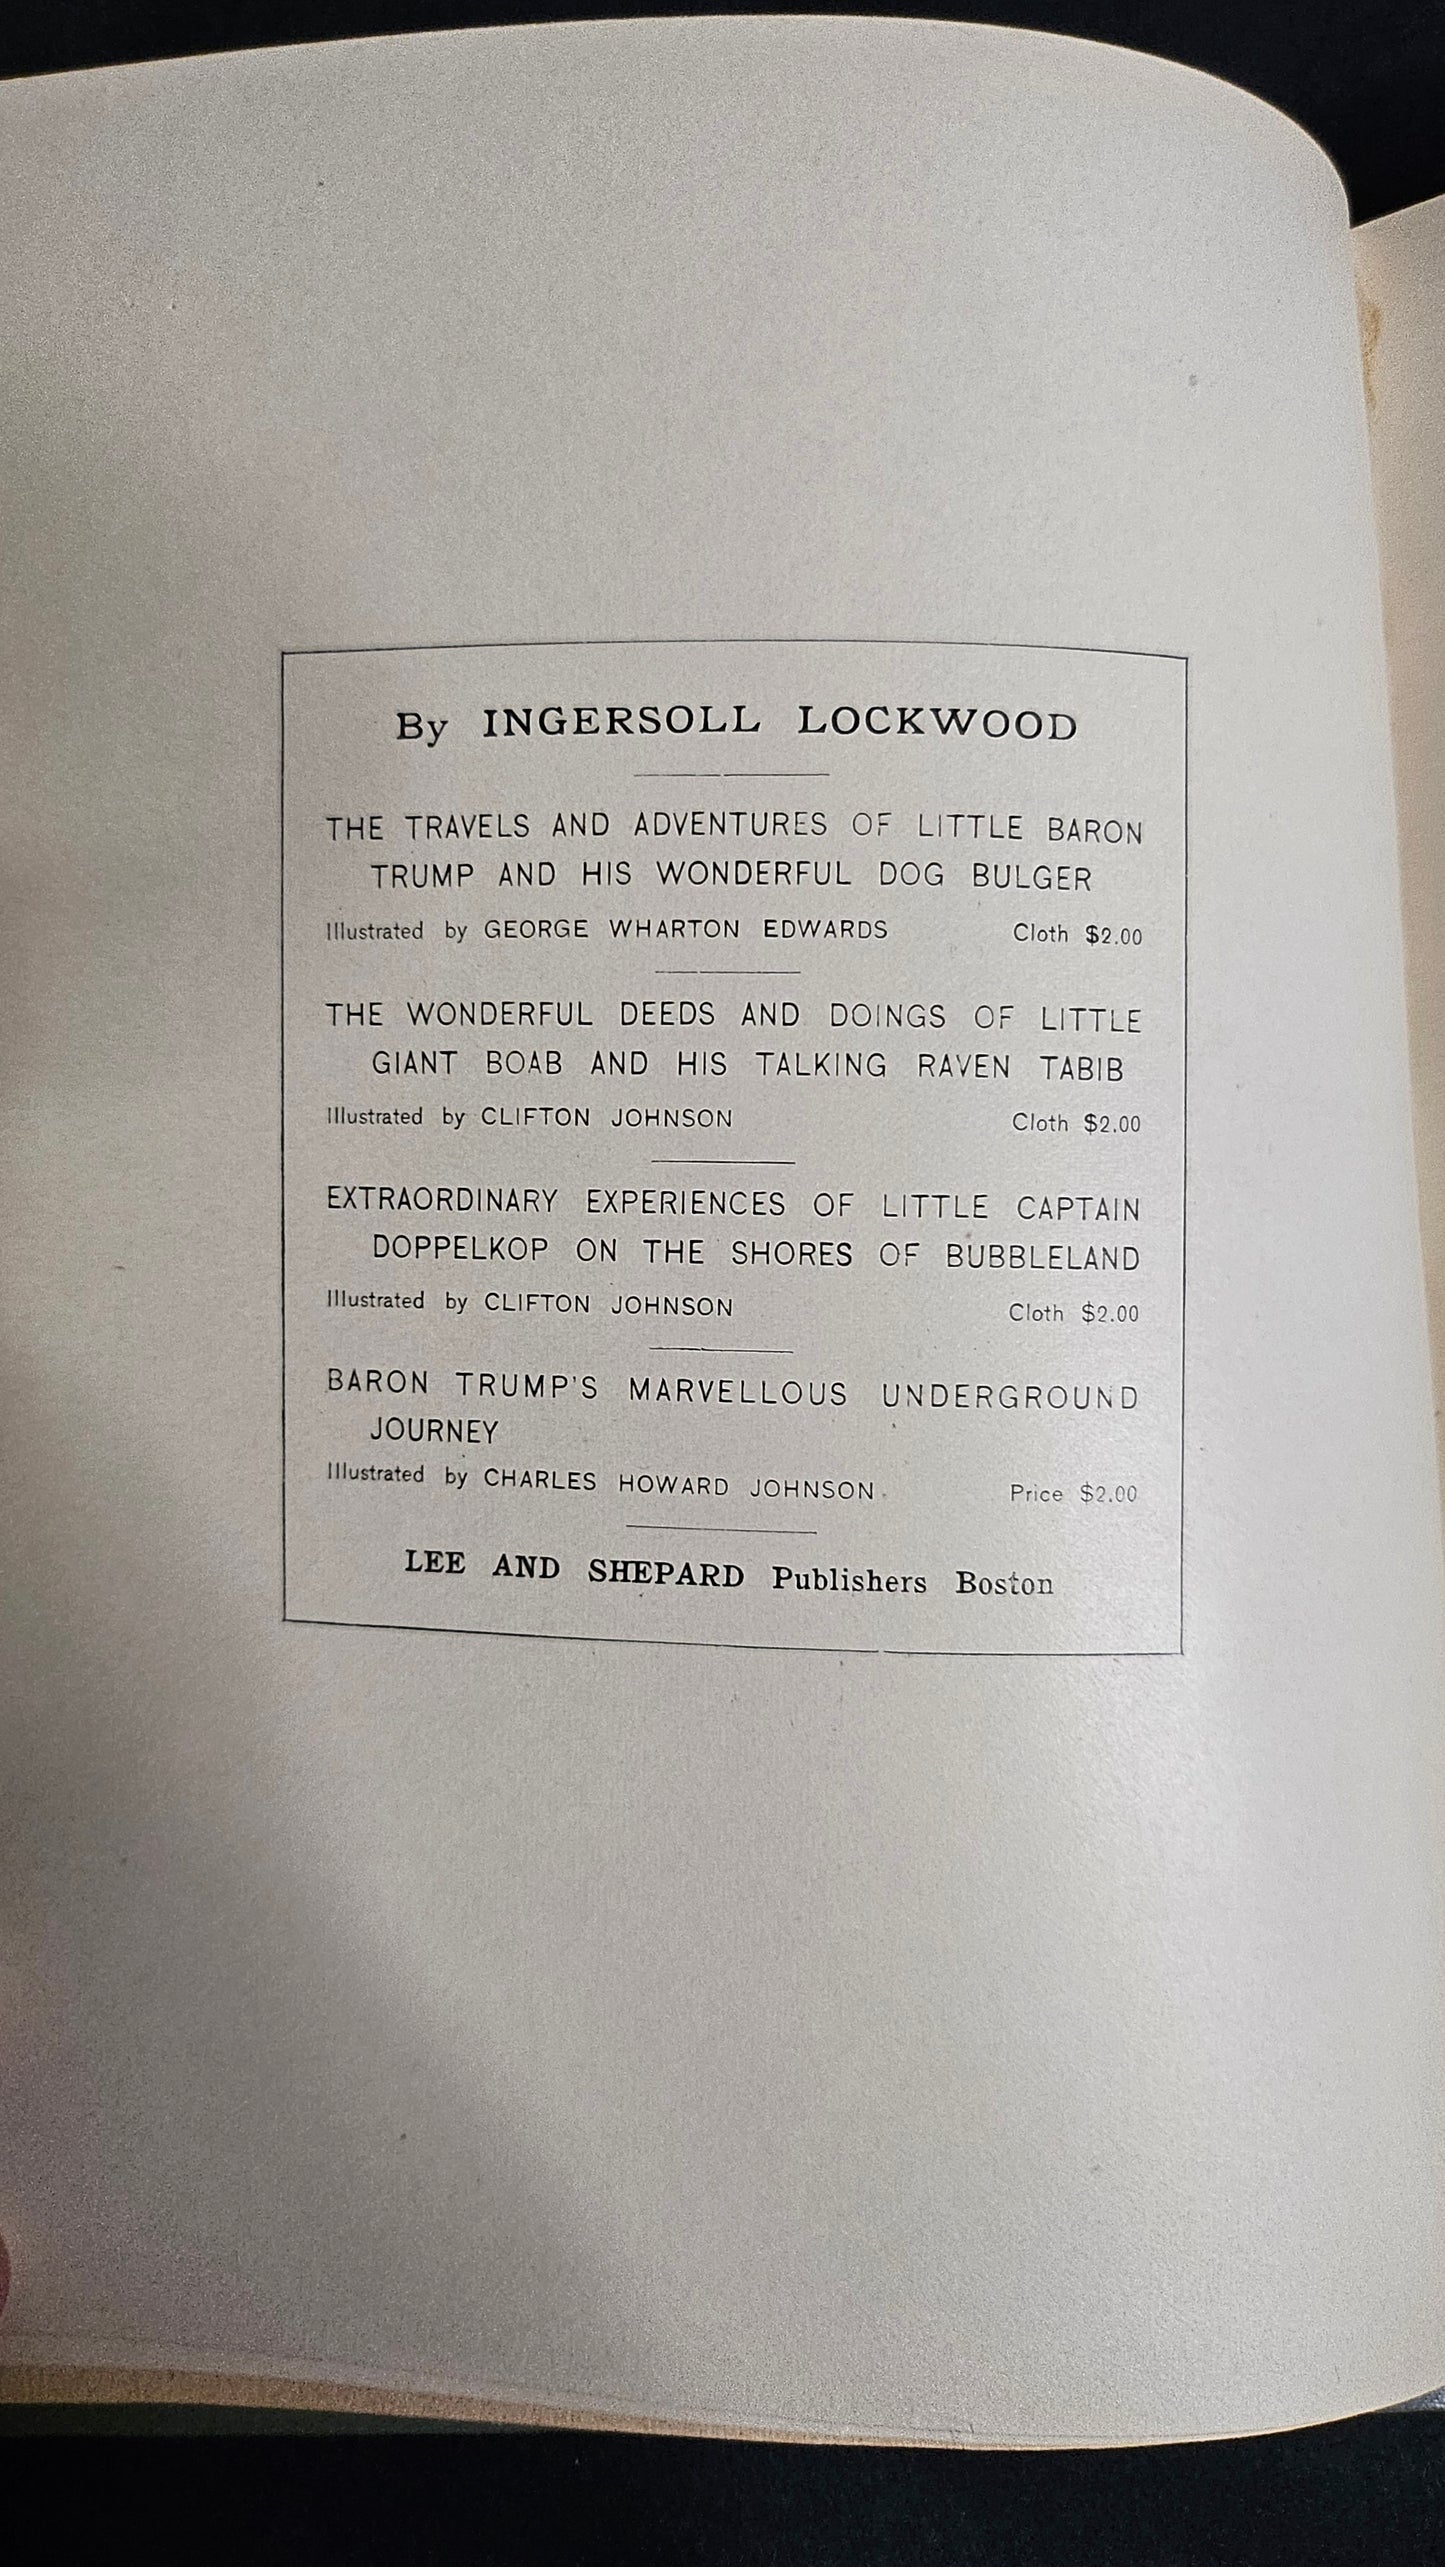 By INGERSOLL LOCKWOOD
THE TRAVELS AND ADVENTURES OF LITTLE BARON
TRUMP AND HIS WONDERFUL DOG BULGER
Illustrated by GEORGE WHARTON EDWARDS Cloth $2.00
THE WONDERFUL DEEDS AND DOINGS OF LITTLE
GIANT BOAB AND HIS TALKING RAVEN TABIB
Illustrated by CLIFTON JOHNSON Cloth $2.00
EXTRAORDINARY EXPERIENCES OF LITTLE CAPTAIN
DOPPELKOP ON THE SHORES OF BUBBLELAND
Illustrated by CLIFTON JOHNSON Cloth $2.00
BARON TRUMP'S MARVELLOUS UNDERGROUND
JOURNEY
Illustrated by CHARLES HOWARD JOHNSON. Price $2.00
LEE AND SHEPARD Publishers Boston